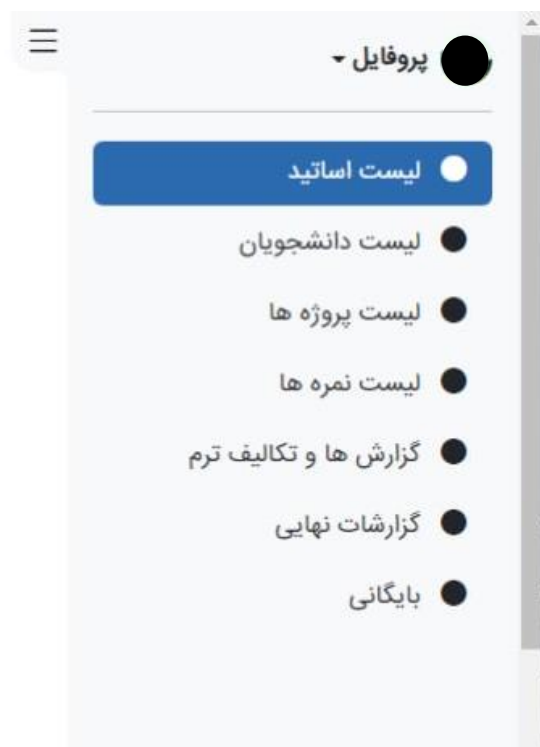 پروفایل
لیست اساتید
لیست دانشجویان
لیست پروژه ها
لیست نمره ها
گزارش ها و تکالیف ترم
گزارشات نهایی
بایگانی